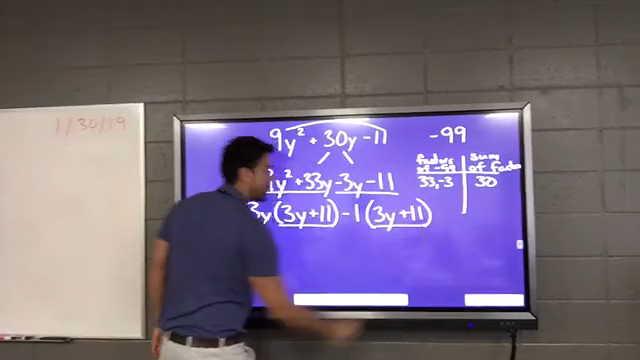 1/30/19
9y² + 30y - 11
- 99
factors of -99
Sum of factors
9y² + 33y - 3y - 11
33, -3
30
3y(3y+11) - 1(3y+11)